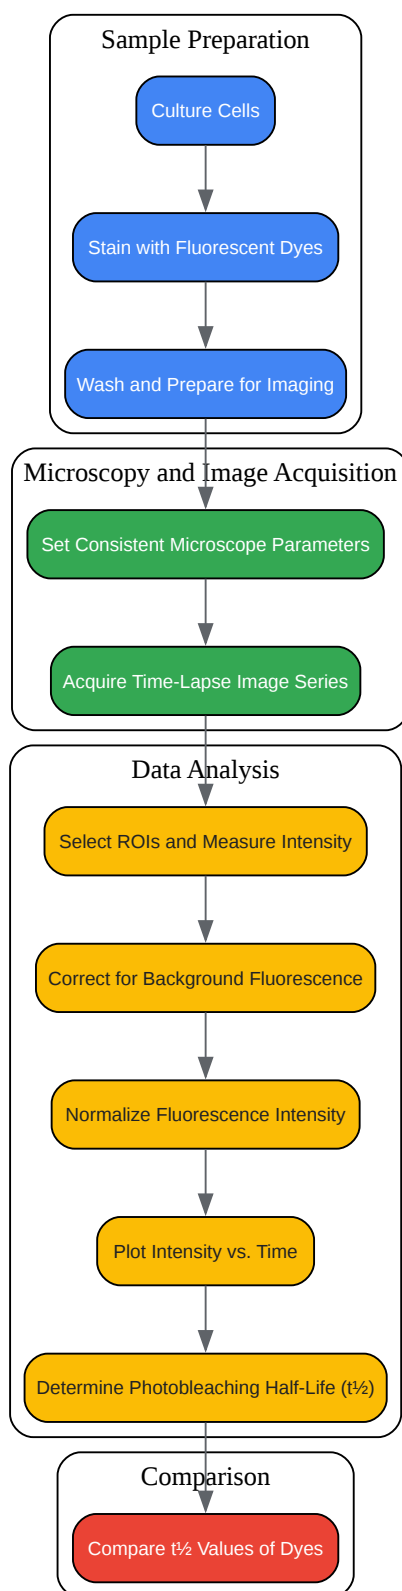 Sample Preparation
Culture Cells
Stain with Fluorescent Dyes
Wash and Prepare for Imaging
Microscopy and Image Acquisition
Set Consistent Microscope Parameters
Acquire Time-Lapse Image Series
Data Analysis
Select ROIs and Measure Intensity
Correct for Background Fluorescence
Normalize Fluorescence Intensity
Plot Intensity vs. Time
Determine Photobleaching Half-Life (t½)
Comparison
Compare t½ Values of Dyes